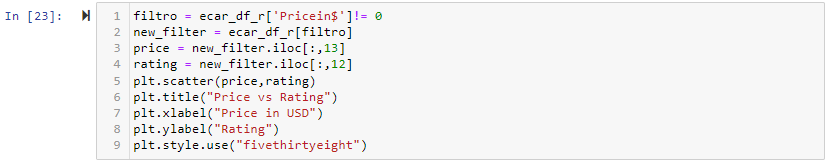 In [23]:
1 filtro = ecar_df_r['Pricein$']!= 0
2 new_filter = ecar_df_r[filtro]
3 price = new_filter.iloc[:,13]
4 rating = new_filter.iloc[:,12]
5 plt.scatter(price,rating)
6 plt.title("Price vs Rating")
7 plt.xlabel("Price in USD")
8 plt.ylabel("Rating")
9 plt.style.use("fivethirtyeight")